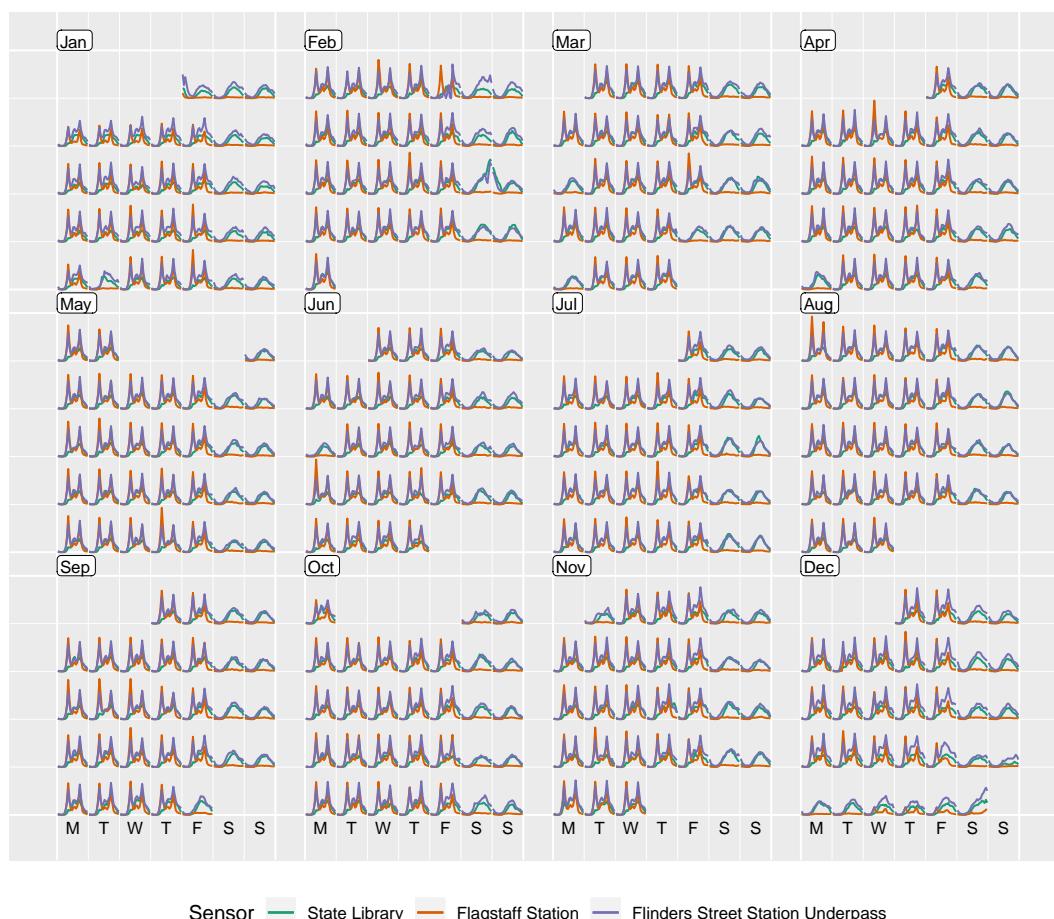 Jan Feb Mar Apr
May Jun Jul Aug
Sep Oct Nov Dec
M T W T F S S M T W T F S S M T W T F S S M T W T F S S
Sensor State Library Flagstaff Station Flinders Street Station Underpass